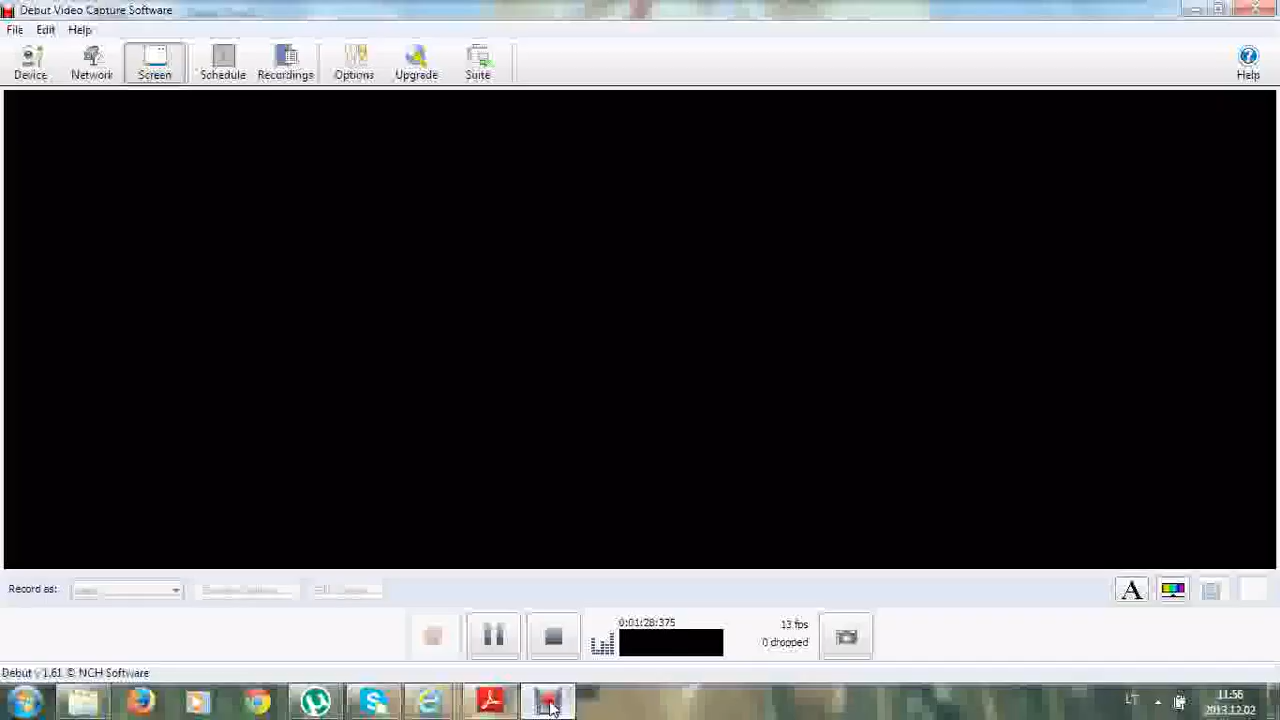 Debut Video Capture Software
File Edit Help
Device Network Screen Schedule Recordings Options Upgrade Suite Help
Record as:
A
0:01:28:375
13 fps
0 dropped
Debut v 1.61 © NCH Software
LT
11:56
2013.12.02